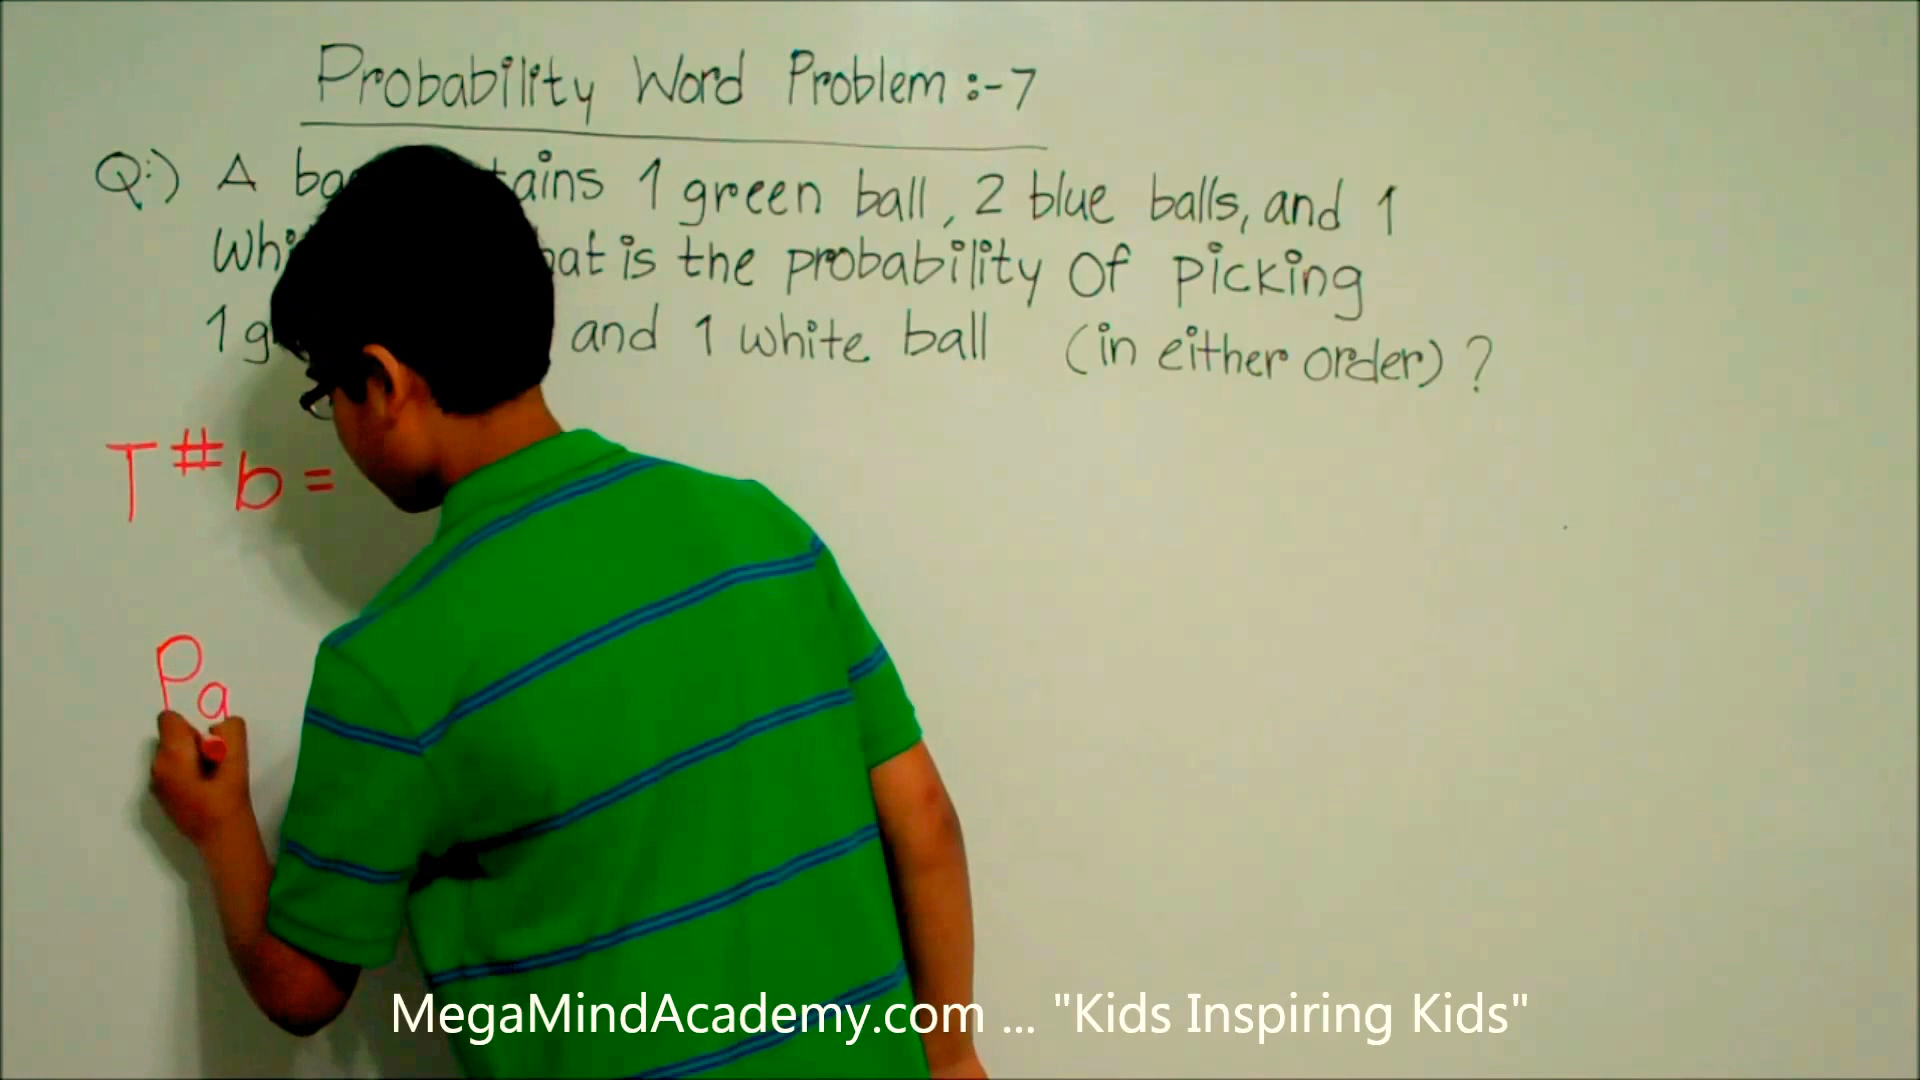 Probability Word Problem :-7
Q:) A ba tains 1 green ball, 2 blue balls, and 1
Whi at is the probability Of Picking
1 g and 1 white ball (in either order) ?
T # b =
Pa
MegaMindAcademy.com ... "Kids Inspiring Kids"